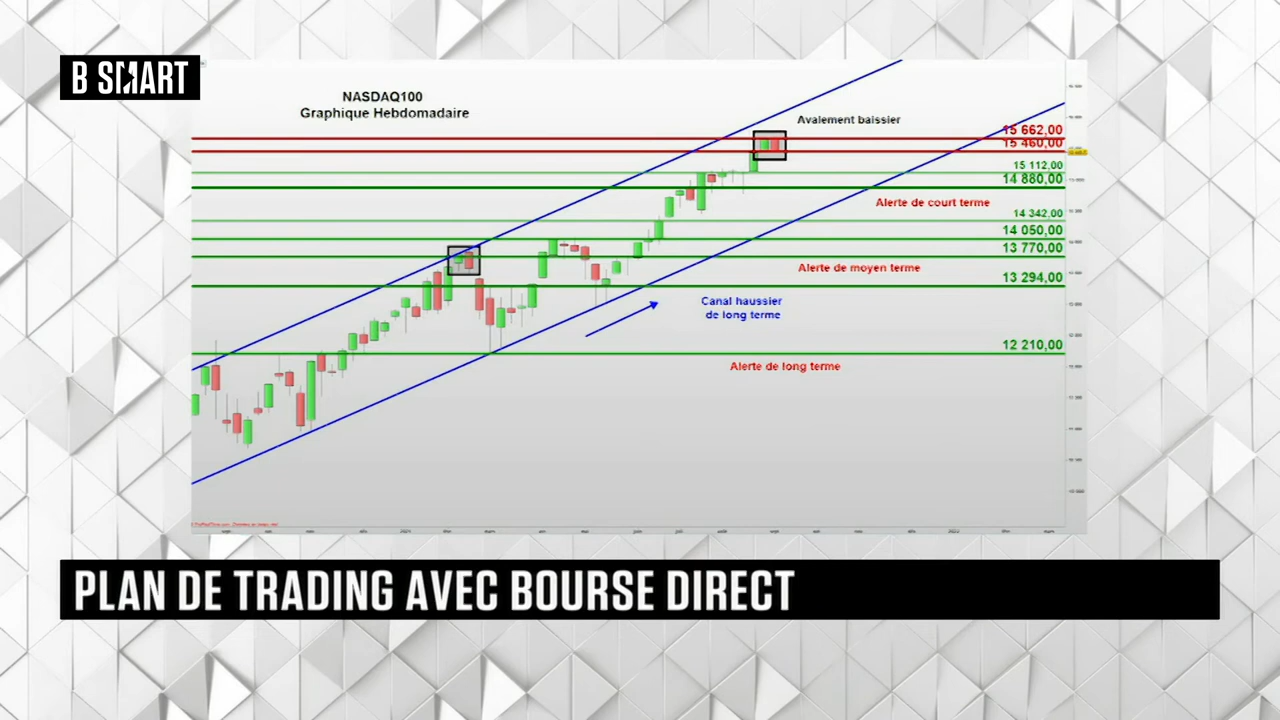 B SMART
NASDAQ100
Graphique Hebdomadaire
Avalement baissier
15 662,00
15 460,00
15 112,00
14 880,00
Alerte de court terme
14 342,00
14 050,00
13 770,00
Alerte de moyen terme
13 294,00
Canal haussier
de long terme
12 210,00
Alerte de long terme
PLAN DE TRADING AVEC BOURSE DIRECT